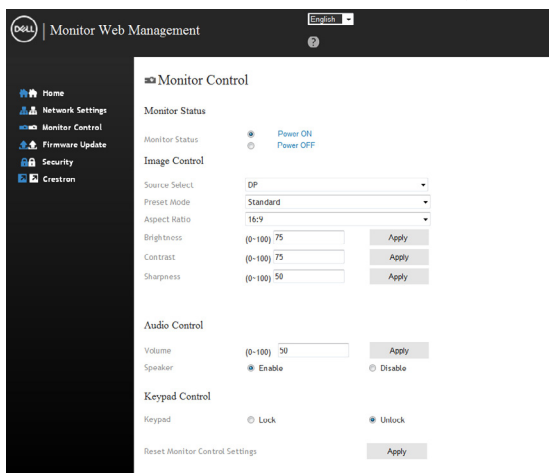 English
DELL | Monitor Web Management
?
Home
Network Settings
Monitor Control
Firmware Update
Security
Crestron
Monitor Control
Monitor Status
Monitor Status Power ON
Power OFF
Image Control
Source Select DP
Preset Mode Standard
Aspect Ratio 16:9
Brightness (0~100) 75 Apply
Contrast (0~100) 75 Apply
Sharpness (0~100) 50 Apply
Audio Control
Volume (0~100) 50 Apply
Speaker Enable Disable
Keypad Control
Keypad Lock Unlock
Reset Monitor Control Settings Apply